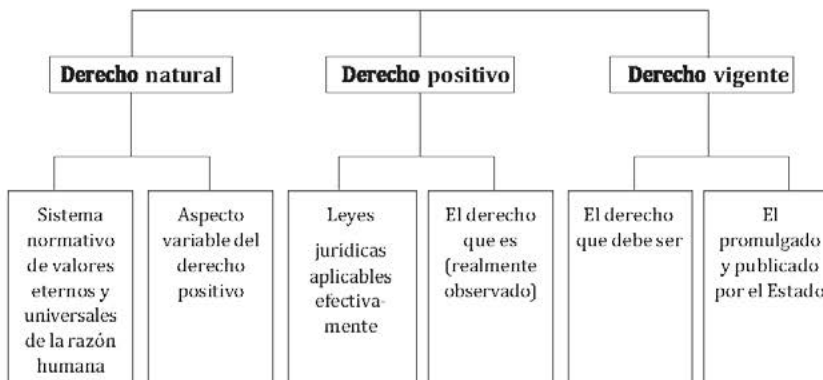 Derecho natural
Derecho positivo
Derecho vigente
Sistema
normativo
de valores
eternos y
universales
de la razón
humana
Aspecto
variable del
derecho
positivo
Leyes
juridicas
aplicables
efectiva-
mente
El derecho
que es
(realmente
observado)
El derecho
que debe ser
El
promulgado
y publicado
por el Estado